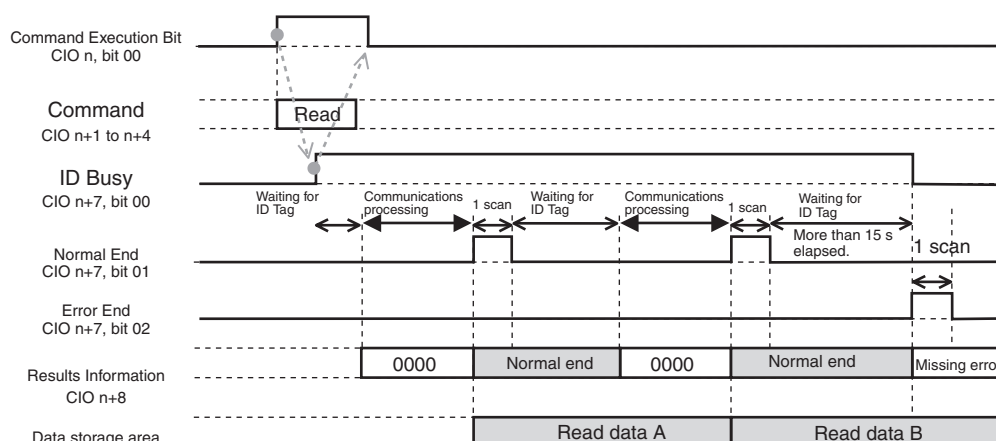 Command Execution Bit
CIO n, bit 00
Command
CIO n+1 to n+4
Read
ID Busy
CIO n+7, bit 00
Waiting for
ID Tag
Communications
processing
1 scan
Waiting for
ID Tag
Communications
processing
1 scan
Waiting for
ID Tag
More than 15 s
elapsed.
Normal End
CIO n+7, bit 01
1 scan
Error End
CIO n+7, bit 02
Results Information
CIO n+8
0000
Normal end
0000
Normal end
Missing erro
Data storage area
Read data A
Read data B